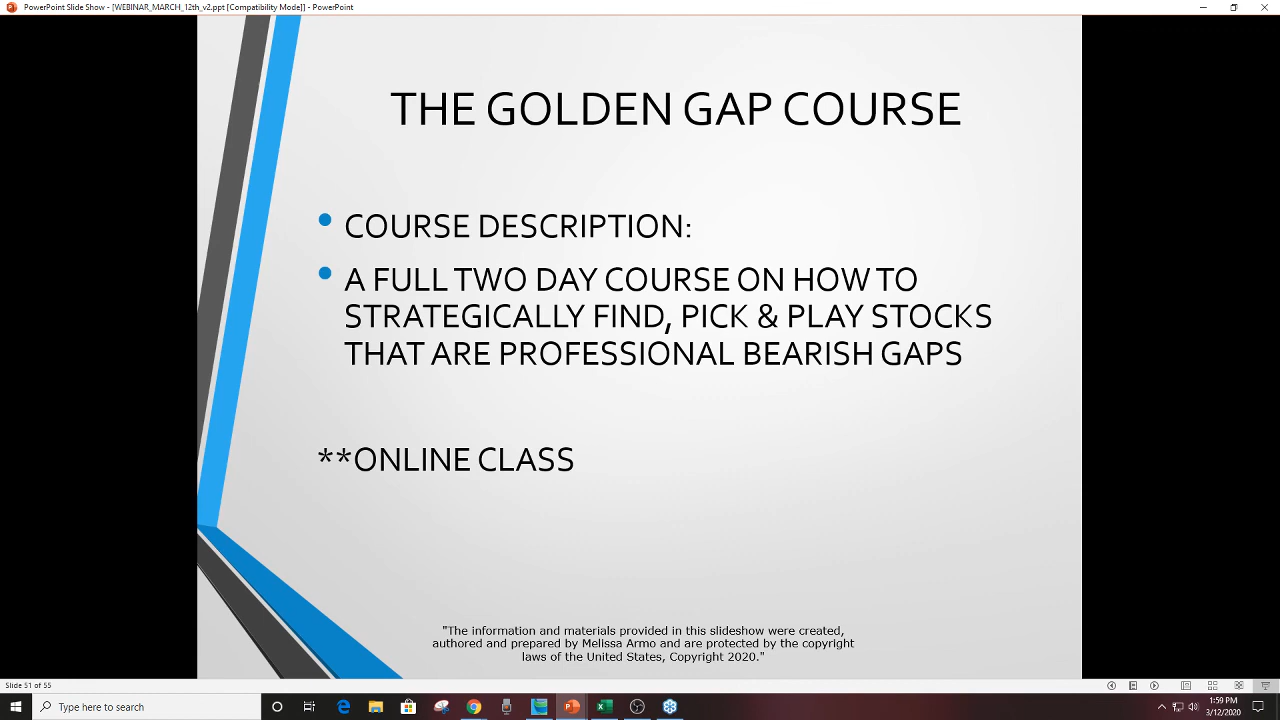 PowerPoint Slide Show - [WEBINAR_MARCH_12th_v2.ppt [Compatibility Mode]] - PowerPoint
THE GOLDEN GAP COURSE
• COURSE DESCRIPTION:
• A FULL TWO DAY COURSE ON HOW TO
STRATEGICALLY FIND, PICK & PLAY STOCKS
THAT ARE PROFESSIONAL BEARISH GAPS
**ONLINE CLASS
"The information and materials provided in this slideshow were created,
authored and prepared by Melissa Armo and are protected by the copyright
laws of the United States, Copyright 2020."
Slide 51 of 55
Type here to search
1:59 PM
3/12/2020